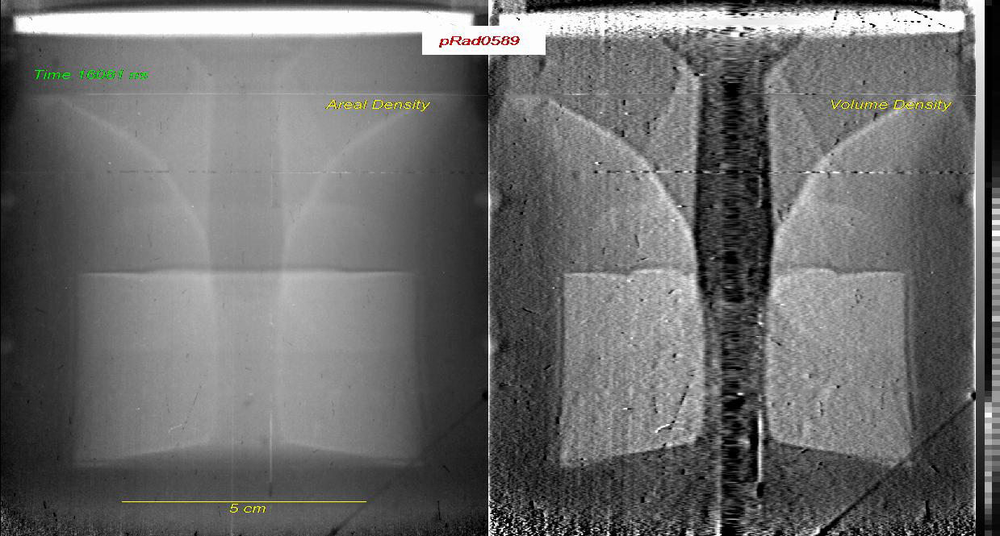 pRad0589
Time 16061 ns
Areal Density
Volume Density
5 cm